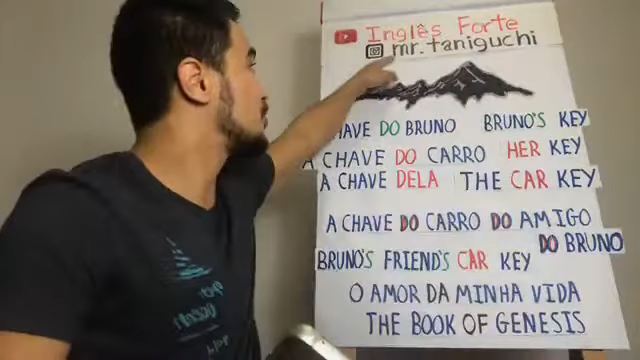 Inglês Forte
mr.taniguchi
CHAVE DO BRUNO BRUNO'S KEY
A CHAVE DO CARRO HER KEY
A CHAVE DELA THE CAR KEY
A CHAVE DO CARRO DO AMIGO
DO BRUNO
BRUNO'S FRIEND'S CAR KEY
O AMOR DA MINHA VIDA
THE BOOK OF GENESIS